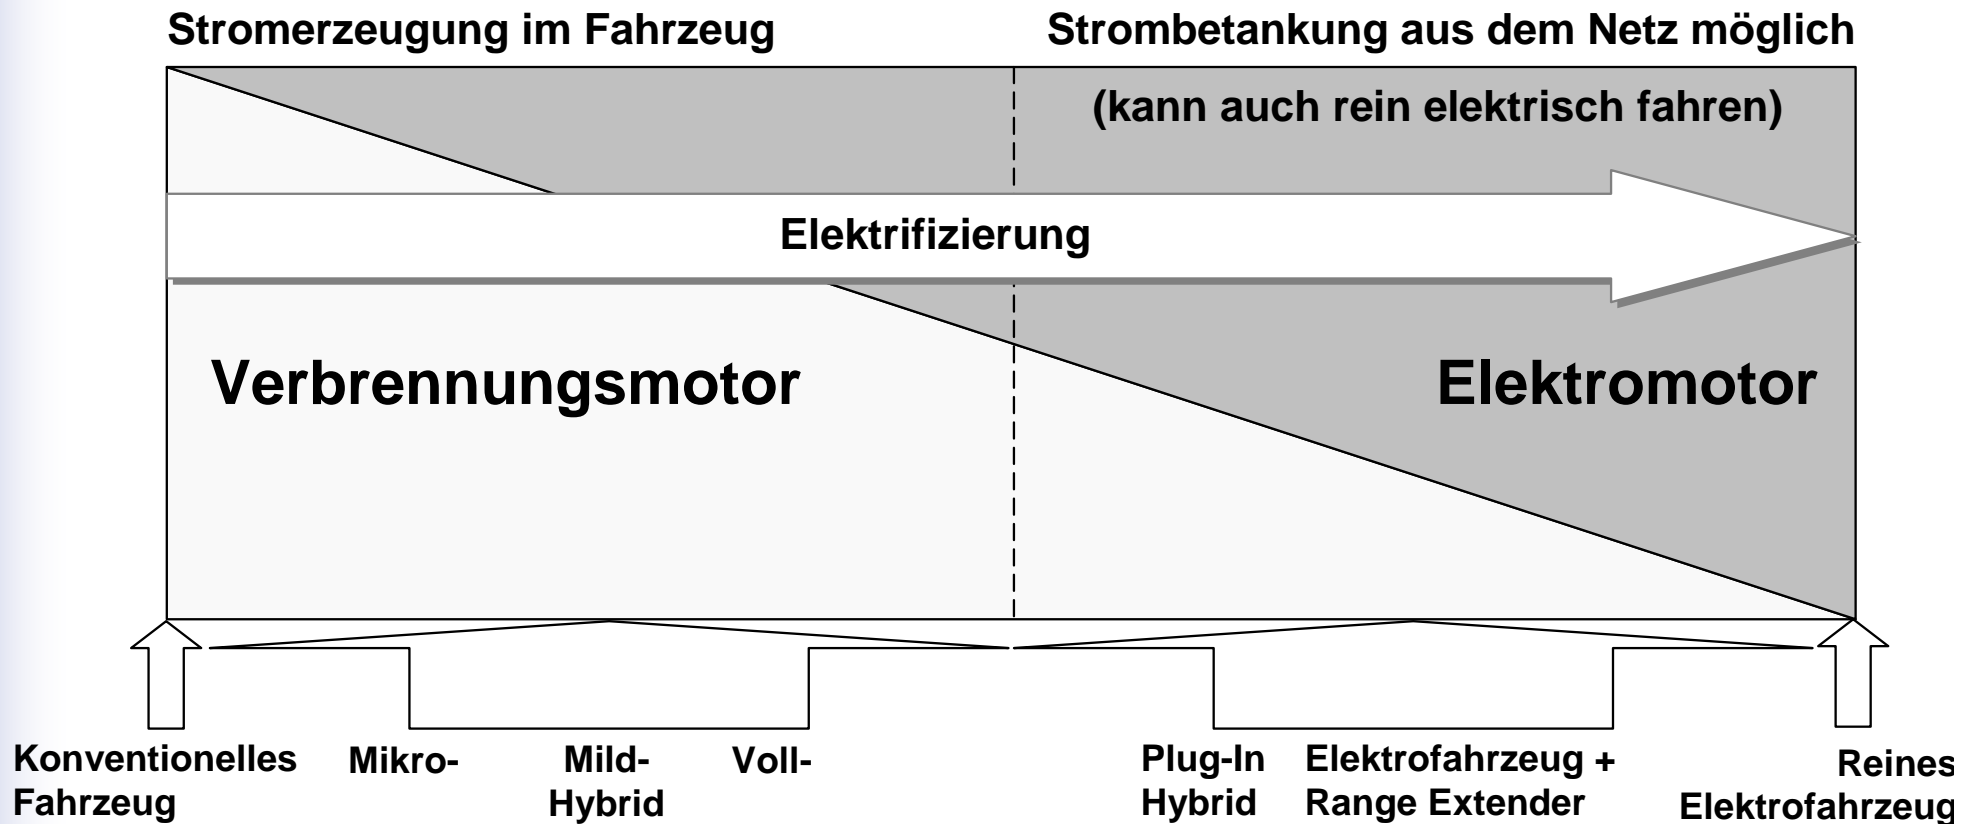 Stromerzeugung im Fahrzeug
Strombetankung aus dem Netz möglich
(kann auch rein elektrisch fahren)
Elektrifizierung
Verbrennungsmotor
Elektromotor
Konventionelles
Fahrzeug
Mikro-
Mild-
Hybrid
Voll-
Plug-In
Hybrid
Elektrofahrzeug +
Range Extender
Reines
Elektrofahrzeug